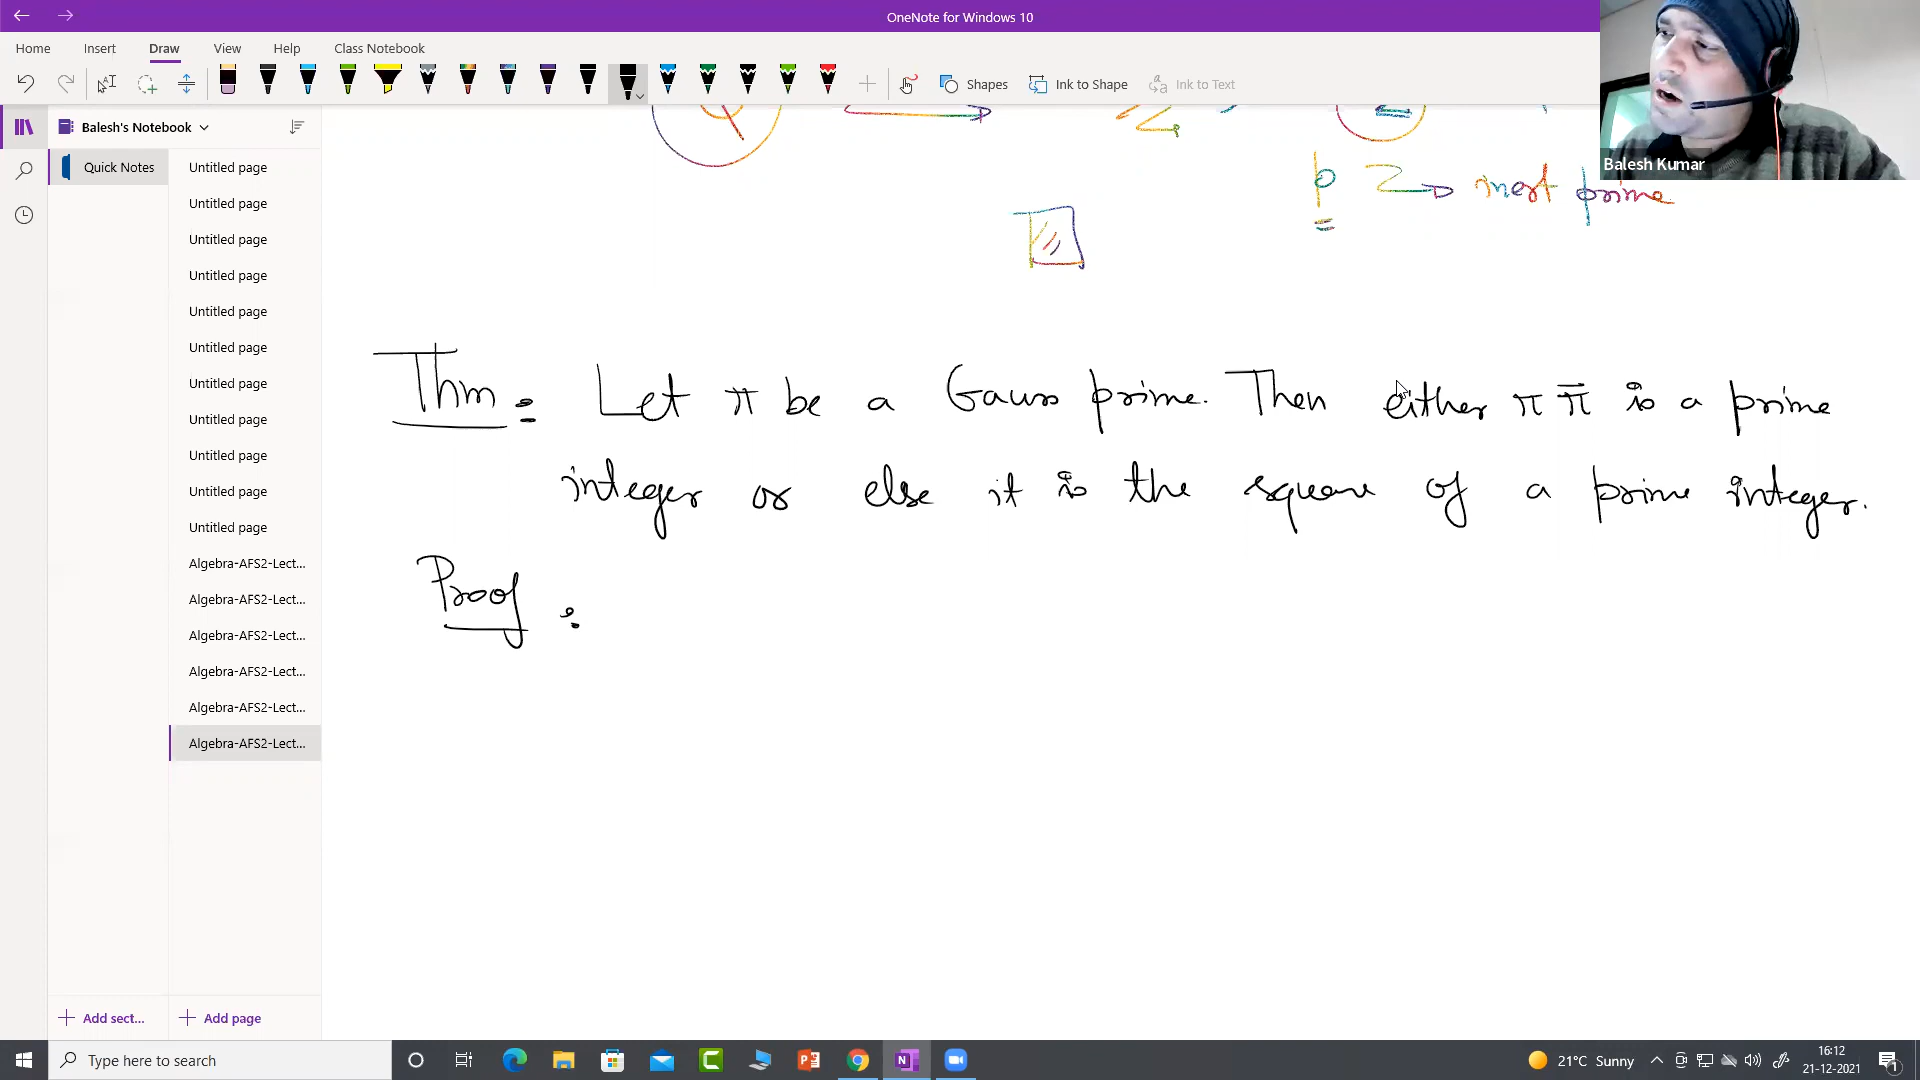 OneNote for Windows 10
Home Insert Draw View Help Class Notebook
Shapes Ink to Shape Ink to Text
Balesh's Notebook
Quick Notes
Untitled page
Untitled page
Untitled page
Untitled page
Untitled page
Untitled page
Untitled page
Untitled page
Untitled page
Untitled page
Untitled page
Algebra-AFS2-Lect...
Algebra-AFS2-Lect...
Algebra-AFS2-Lect...
Algebra-AFS2-Lect...
Algebra-AFS2-Lect...
Algebra-AFS2-Lect...
Add sect...
Add page
Balesh Kumar
p inert prime
Thm: Let π be a Gauss prime. Then either π π̄ is a prime
integer or else it is the square of a prime integer.
Proof :
Type here to search
21°C Sunny
16:12
21-12-2021
1